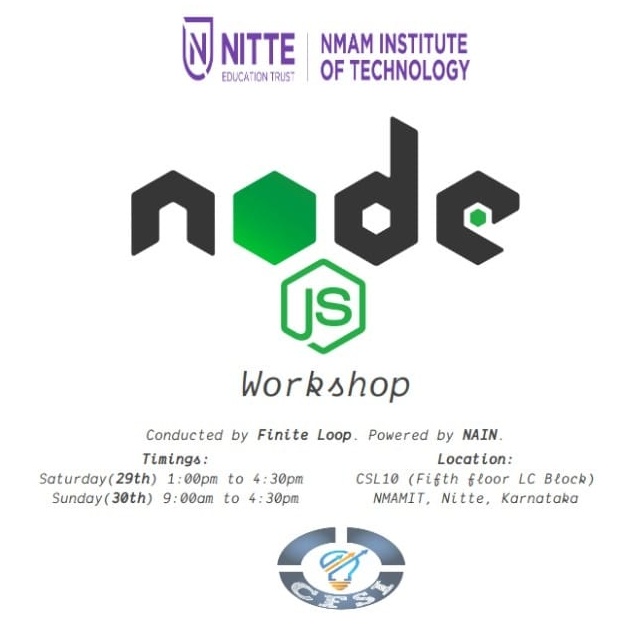 NITTE
EDUCATION TRUST
NMAM INSTITUTE
OF TECHNOLOGY
node
JS
Workshop
Conducted by Finite Loop. Powered by NAIN.
Timings:
Saturday(29th) 1:00pm to 4:30pm
Sunday(30th) 9:00am to 4:30pm
Location:
CSL10 (Fifth floor LC Block)
NMAMIT, Nitte, Karnataka
CFSI